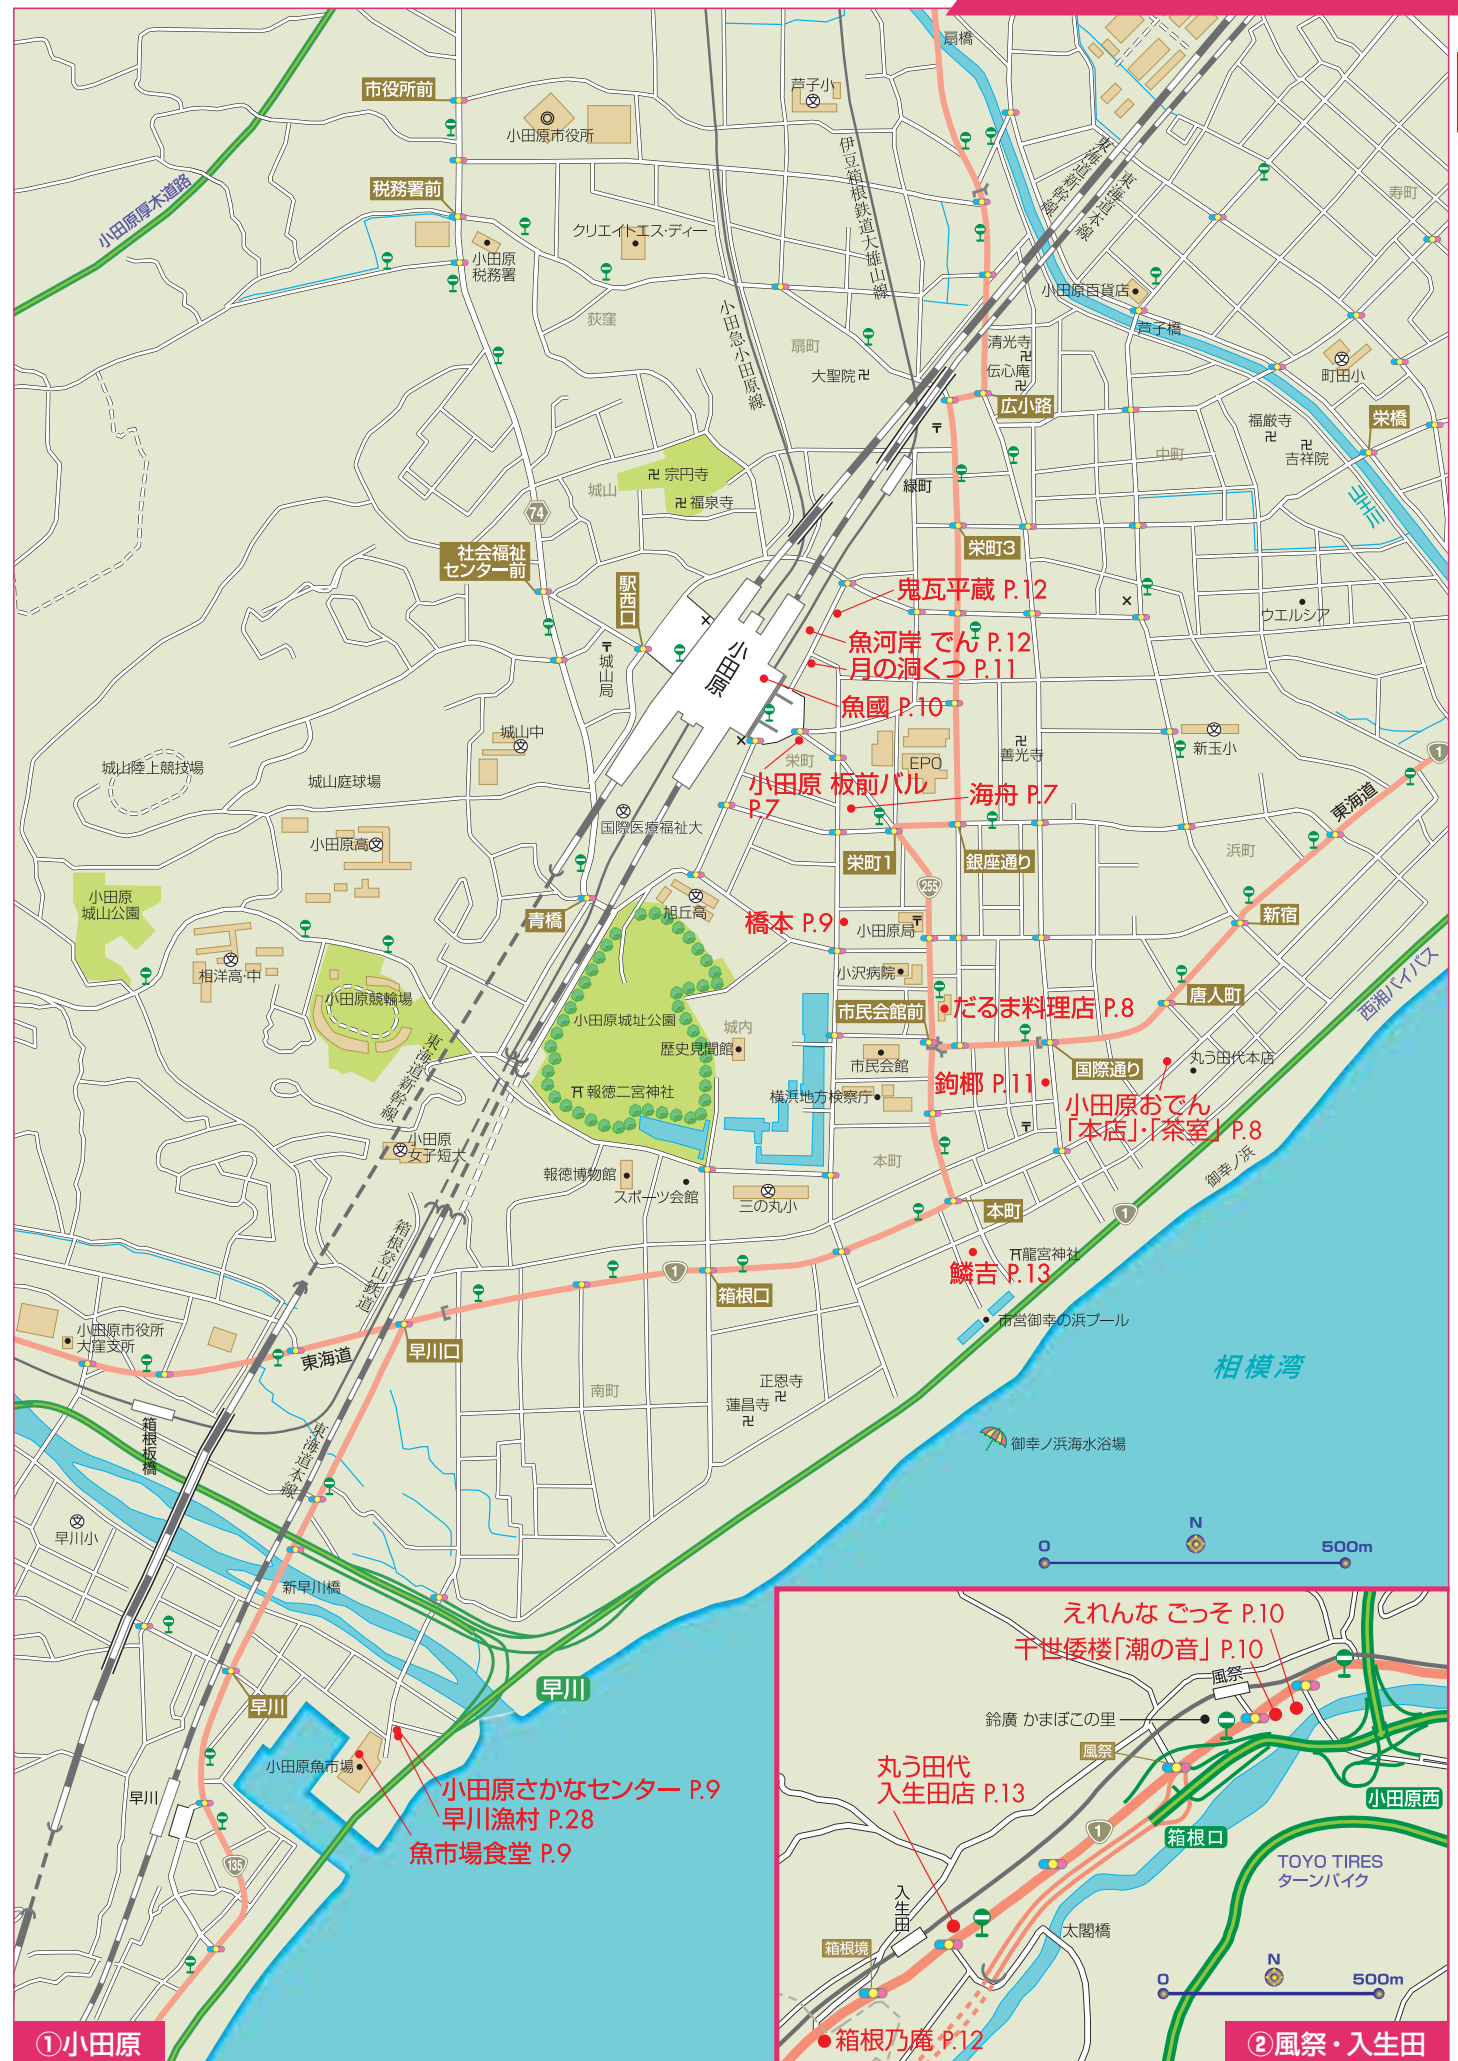 扇橋
市役所前
芦子小
小田原市役所
税務署前
小田原厚木道路
伊豆箱根鉄道大雄山線
東海道新幹線
東海道本線
寿町
クリエイトエス・ディー
小田原
税務署
小田原百貨店
芦子橋
荻窪
小田急小田原線
扇町
清光寺
大聖院
伝心庵
町田小
広小路
栄橋
福厳寺
吉祥院
中町
宗円寺
城山
福泉寺
緑町
74
山王川
栄町3
社会福祉
センター前
駅西口
鬼瓦平蔵 P.12
ウエルシア
魚河岸 でん P.12
月の洞くつ P.11
城山局
小田原
魚國 P.10
城山中
新玉小
善光寺
栄町
EPO
1
城山陸上競技場
城山庭球場
小田原 板前バル
P.7
海舟 P.7
東海道
国際医療福祉大
小田原高
栄町1
銀座通り
浜町
255
小田原
城山公園
旭丘高
青橋
橋本 P.9
小田原局
新宿
相洋高・中
小沢病院
西湘バイパス
小田原競輪場
市民会館前
だるま料理店 P.8
唐人町
小田原城址公園
城内
歴史見聞館
市民会館
国際通り
丸う田代本店
東海道新幹線
報徳二宮神社
横浜地方検察庁
鉤椰 P.11
小田原おでん
「本店」・「茶室」 P.8
小田原
女子短大
本町
御幸ノ浜
報徳博物館
スポーツ会館
三の丸小
本町
1
箱根登山鉄道
龍宮神社
鱗吉 P.13
1
箱根口
市営御幸の浜プール
小田原市役所
大窪支所
早川口
東海道
相模湾
南町
正恩寺
蓮昌寺
箱根板橋
東海道本線
御幸ノ浜海水浴場
早川小
N
0
500m
新早川橋
早川
早川
小田原魚市場
早川
小田原さかなセンター P.9
早川漁村 P.28
魚市場食堂 P.9
135
①小田原
えれんな ごっそ P.10
千世倭楼「潮の音」 P.10
風祭
鈴廣 かまぼこの里
風祭
丸う田代
入生田店 P.13
小田原西
1
箱根口
TOYO TIRES
ターンパイク
入生田
太閤橋
箱根境
N
0
500m
箱根乃庵 P.12
②風祭・入生田